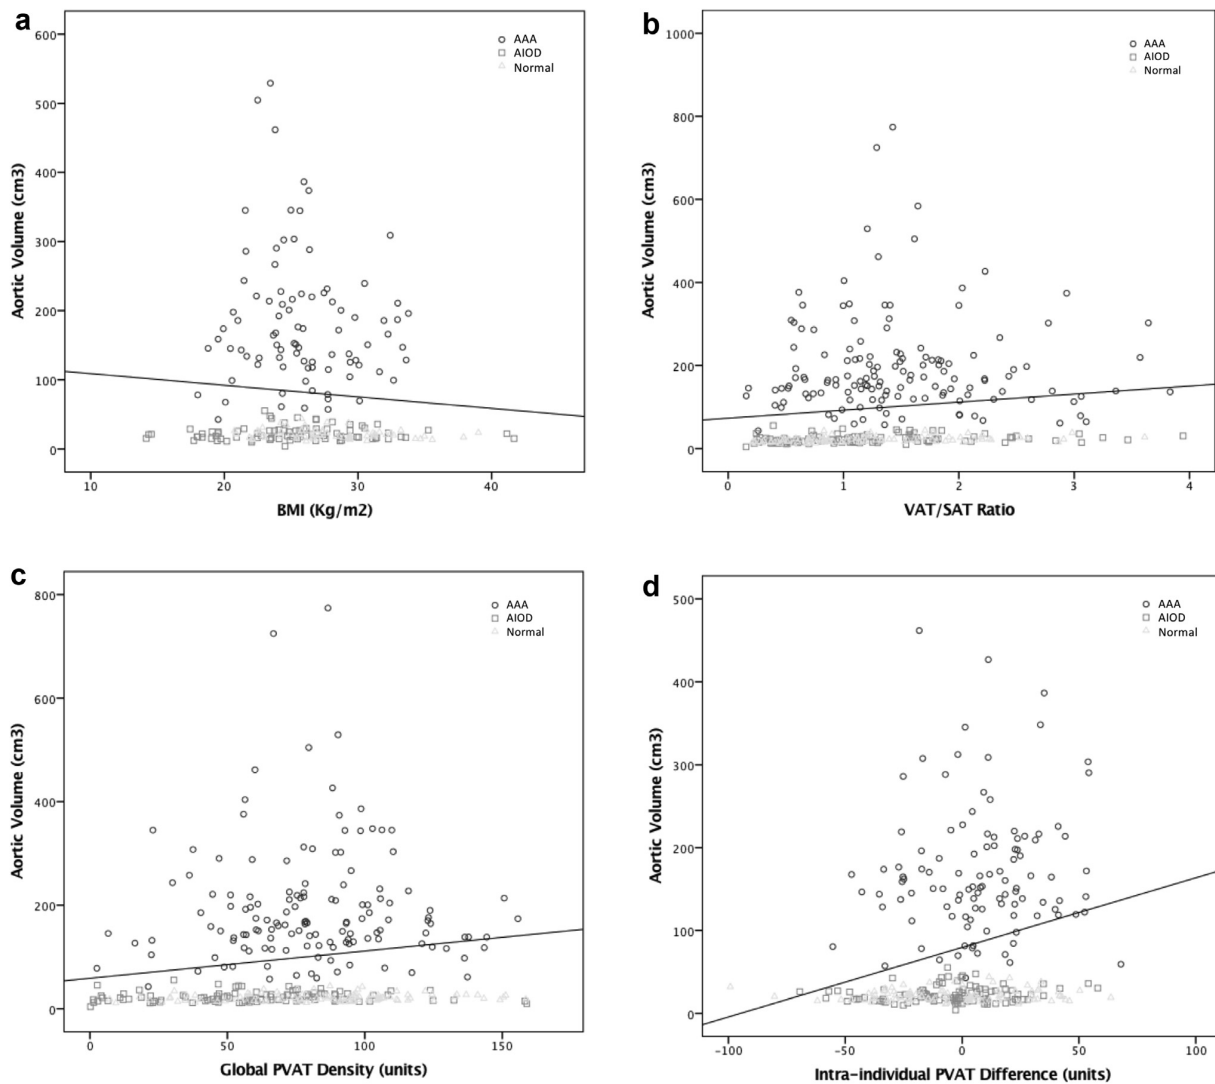 a
600
500
400
300
200
100
0
Aortic Volume (cm3)
AAA
AIOD
Normal
10 20 30 40
BMI (Kg/m2)
b
1000
800
600
400
200
0
Aortic Volume (cm3)
AAA
AIOD
Normal
0 1 2 3 4
VAT/SAT Ratio
c
800
600
400
200
0
Aortic Volume (cm3)
AAA
AIOD
Normal
0 50 100 150
Global PVAT Density (units)
d
500
400
300
200
100
0
Aortic Volume (cm3)
AAA
AIOD
Normal
-100 -50 0 50 100
Intra-individual PVAT Difference (units)